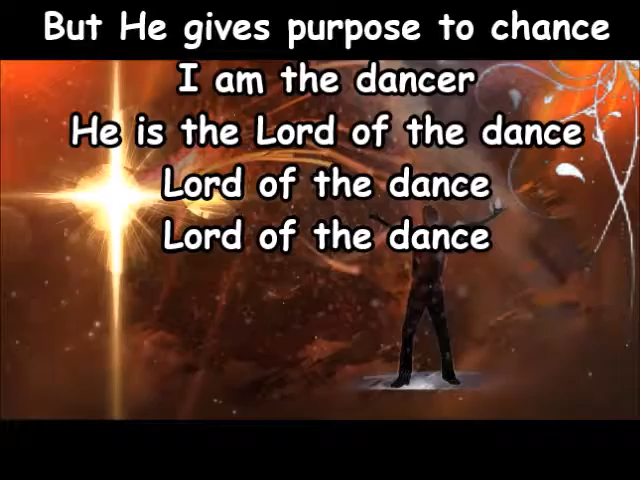 But He gives purpose to chance
I am the dancer
He is the Lord of the dance
Lord of the dance
Lord of the dance